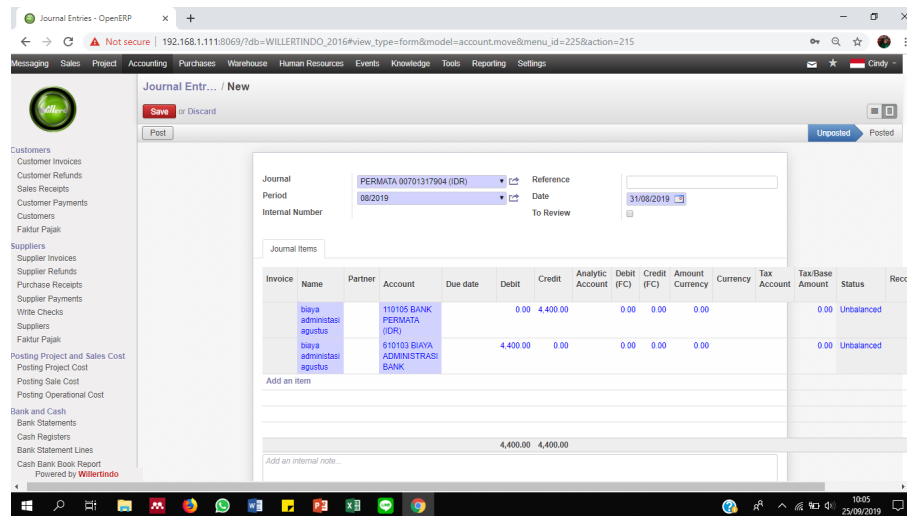 Journal Entries - OpenERP
Not secure | 192.168.1.111:8069/?db=WILLERTINDO_2016#view_type=form&model=account.move&menu_id=225&action=215
Messaging Sales Project Accounting Purchases Warehouse Human Resources Events Knowledge Tools Reporting Settings Cindy
Journal Entr... / New
Save or Discard
Post Unposted Posted
Customers
Customer Invoices
Customer Refunds
Sales Receipts
Customer Payments
Customers
Faktur Pajak
Suppliers
Supplier Invoices
Supplier Refunds
Purchase Receipts
Supplier Payments
Write Checks
Suppliers
Faktur Pajak
Posting Project and Sales Cost
Posting Project Cost
Posting Sale Cost
Posting Operational Cost
Bank and Cash
Bank Statements
Cash Registers
Bank Statement Lines
Cash Bank Book Report
Powered by Willertindo
Journal PERMATA 00701317904 (IDR) Reference
Period 08/2019 Date 31/08/2019
Internal Number To Review
Journal Items
Invoice Name Partner Account Due date Debit Credit Analytic Account Debit (FC) Credit (FC) Amount Currency Currency Tax Account Tax/Base Amount Status Reco
biaya administasi agustus 110105 BANK PERMATA (IDR) 0.00 4,400.00 0.00 0.00 0.00 0.00 Unbalanced
biaya administasi agustus 610103 BIAYA ADMINISTRASI BANK 4,400.00 0.00 0.00 0.00 0.00 0.00 Unbalanced
Add an item
4,400.00 4,400.00
Add an internal note...
10:05
25/09/2019